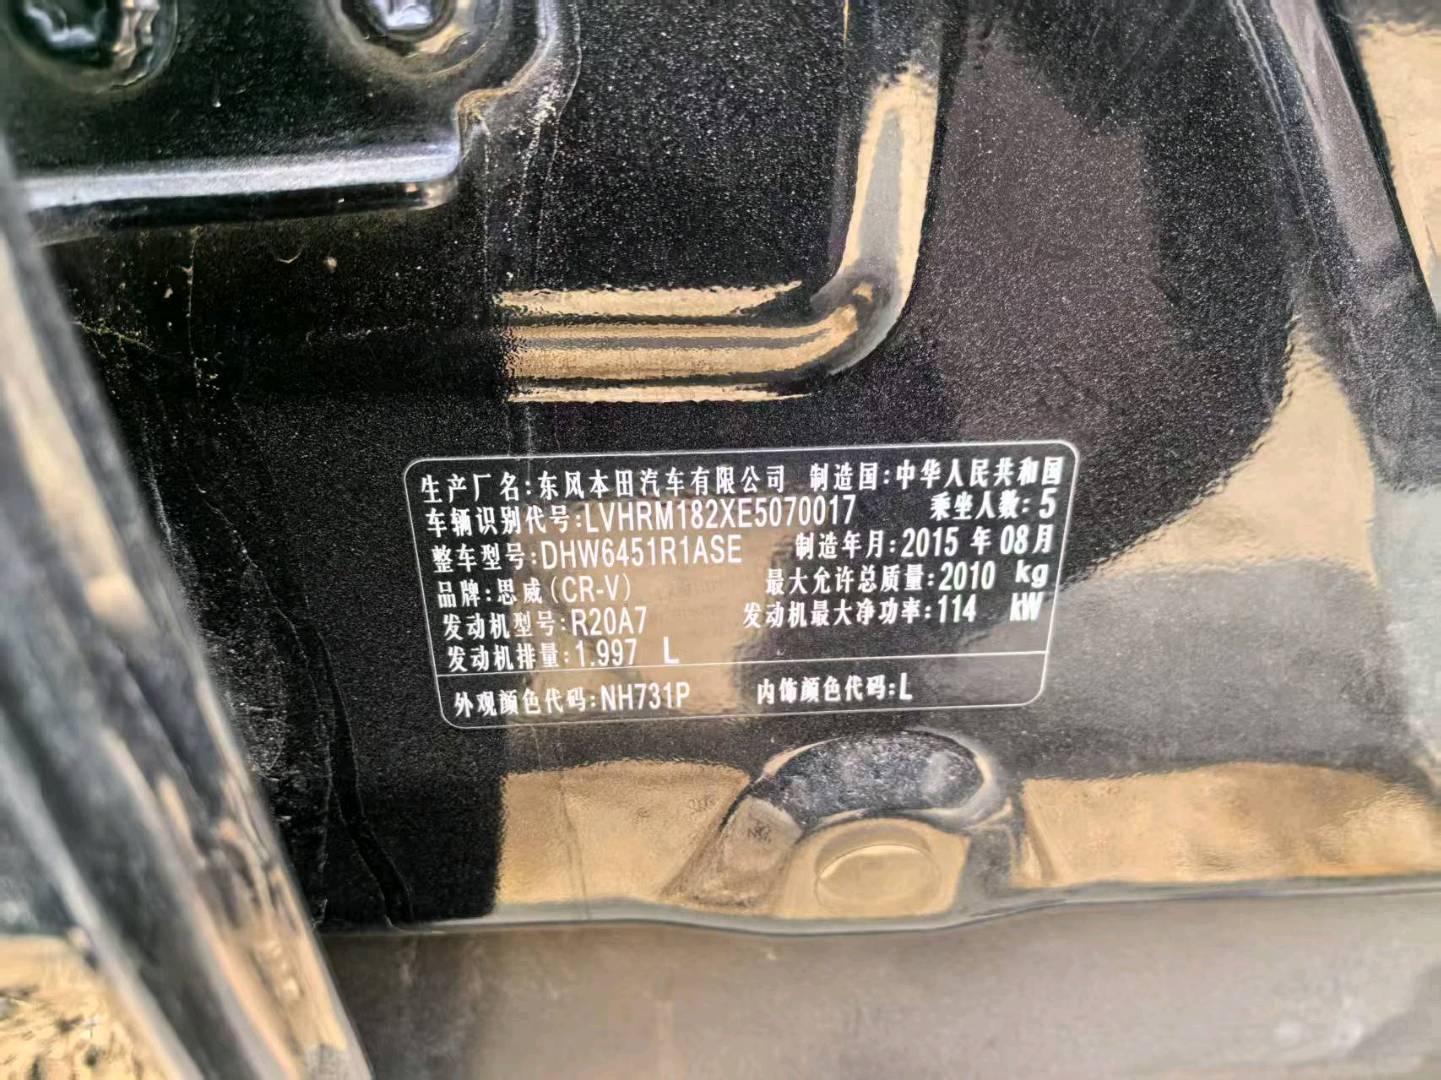 生产厂名:东风本田汽车有限公司 制造国:中华人民共和国
车辆识别代号:LVHRM182XE5070017 乘坐人数:5
整车型号:DHW6451R1ASE 制造年月:2015 年 08月
品牌:思威(CR-V) 最大允许总质量:2010 kg
发动机型号:R20A7 发动机最大净功率:114 kW
发动机排量:1.997 L
外观颜色代码:NH731P 内饰颜色代码:L